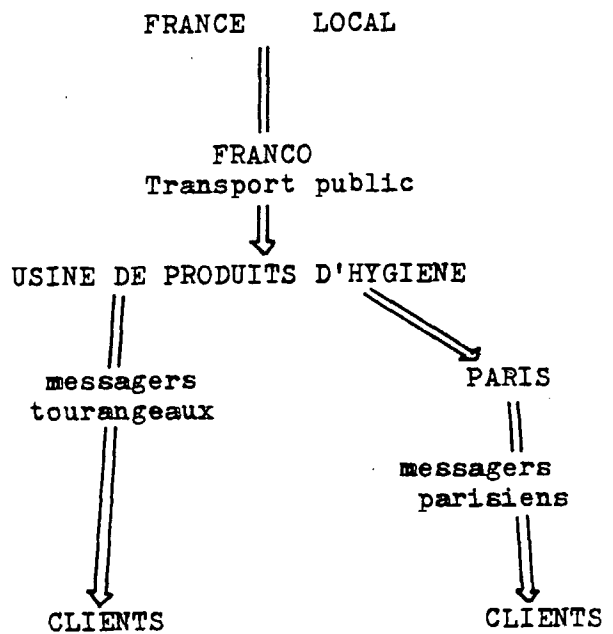 FRANCE LOCAL
FRANCO
Transport public
USINE DE PRODUITS D'HYGIENE
messagers
tourangeaux
PARIS
messagers
parisiens
CLIENTS
CLIENTS